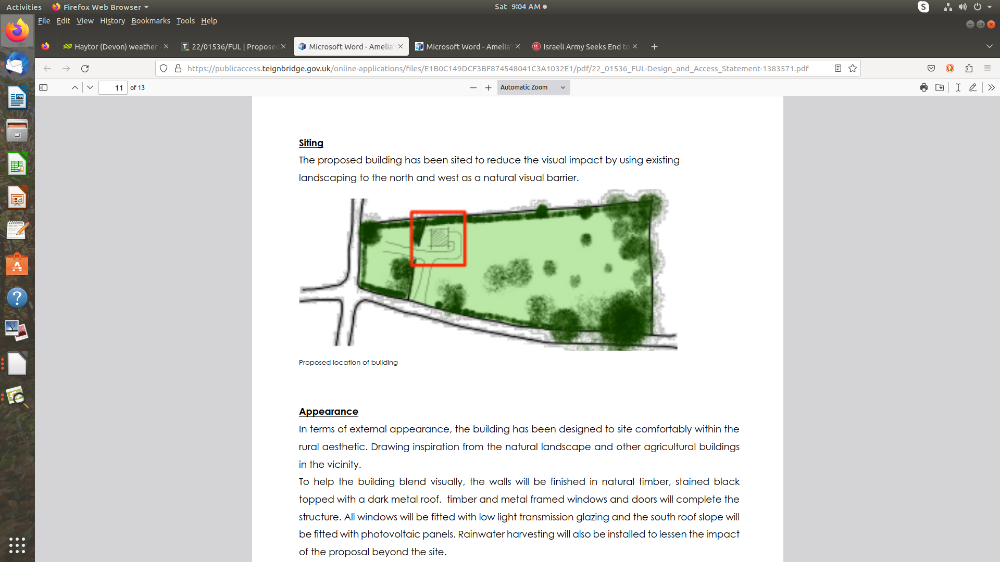 Activities
Firefox Web Browser
Sat 9:04 AM
S
File Edit View History Bookmarks Tools Help
Haytor (Devon) weather
22/01536/FUL | Propose
Microsoft Word - Amelia's
Microsoft Word - Amelia's
Israeli Army Seeks End to
https://publicaccess.teignbridge.gov.uk/online-applications/files/E1B0C149DCF3BF874548041C3A1032E1/pdf/22_01536_FUL-Design_and_Access_Statement-1383571.pdf
11 of 13
Automatic Zoom
Siting
The proposed building has been sited to reduce the visual impact by using existing
landscaping to the north and west as a natural visual barrier.
Proposed location of building
Appearance
In terms of external appearance, the building has been designed to site comfortably within the
rural aesthetic. Drawing inspiration from the natural landscape and other agricultural buildings
in the vicinity.
To help the building blend visually, the walls will be finished in natural timber, stained black
topped with a dark metal roof. timber and metal framed windows and doors will complete the
structure. All windows will be fitted with low light transmission glazing and the south roof slope will
be fitted with photovoltaic panels. Rainwater harvesting will also be installed to lessen the impact
of the proposal beyond the site.